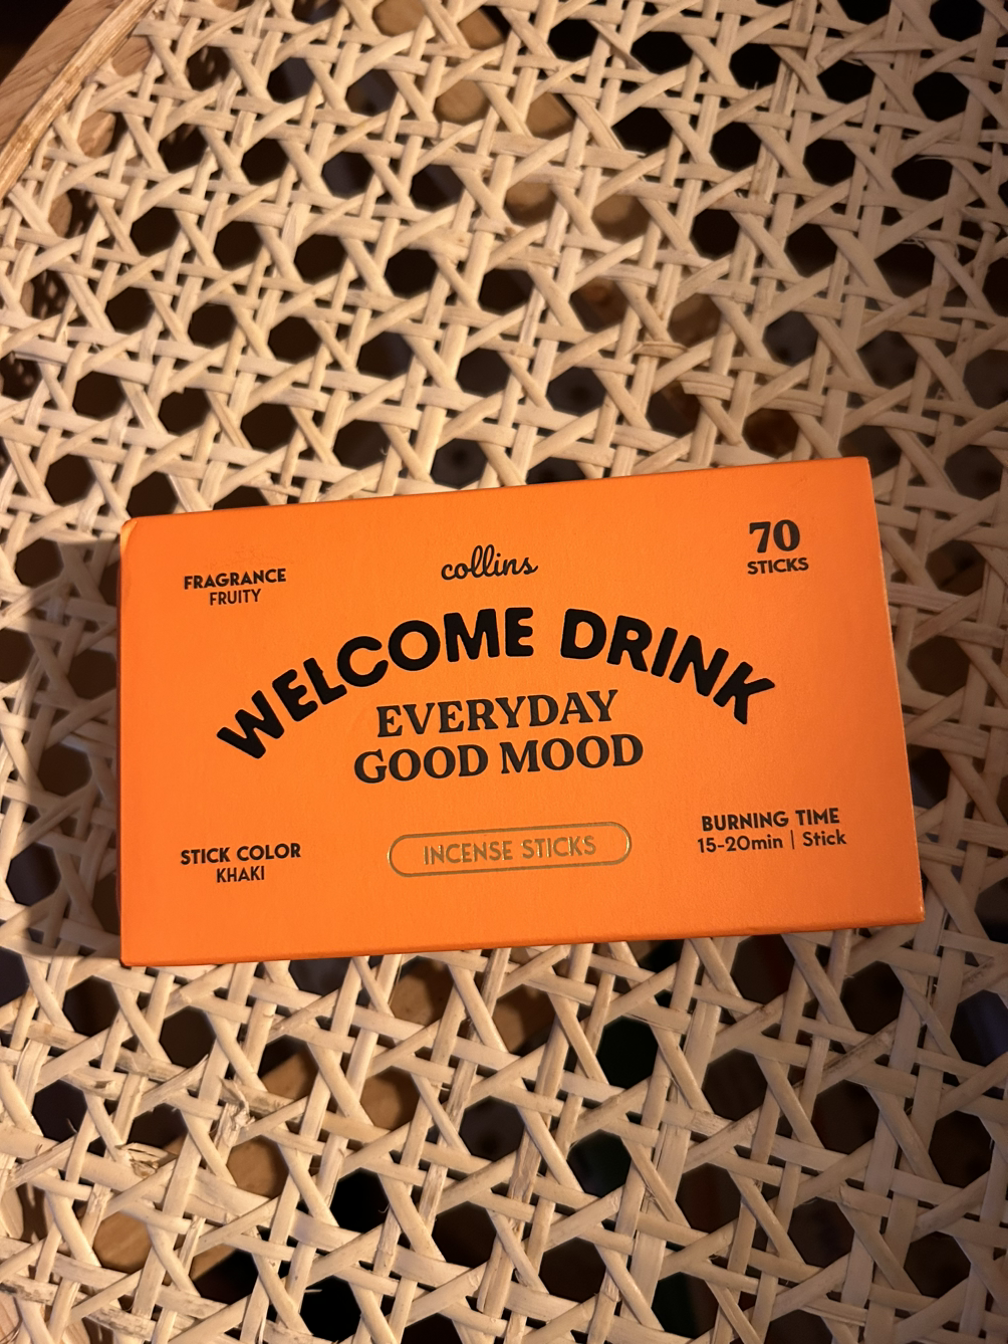 collins
70
STICKS
FRAGRANCE
FRUITY
WELCOME DRINK
EVERYDAY
GOOD MOOD
STICK COLOR
KHAKI
INCENSE STICKS
BURNING TIME
15-20min | Stick